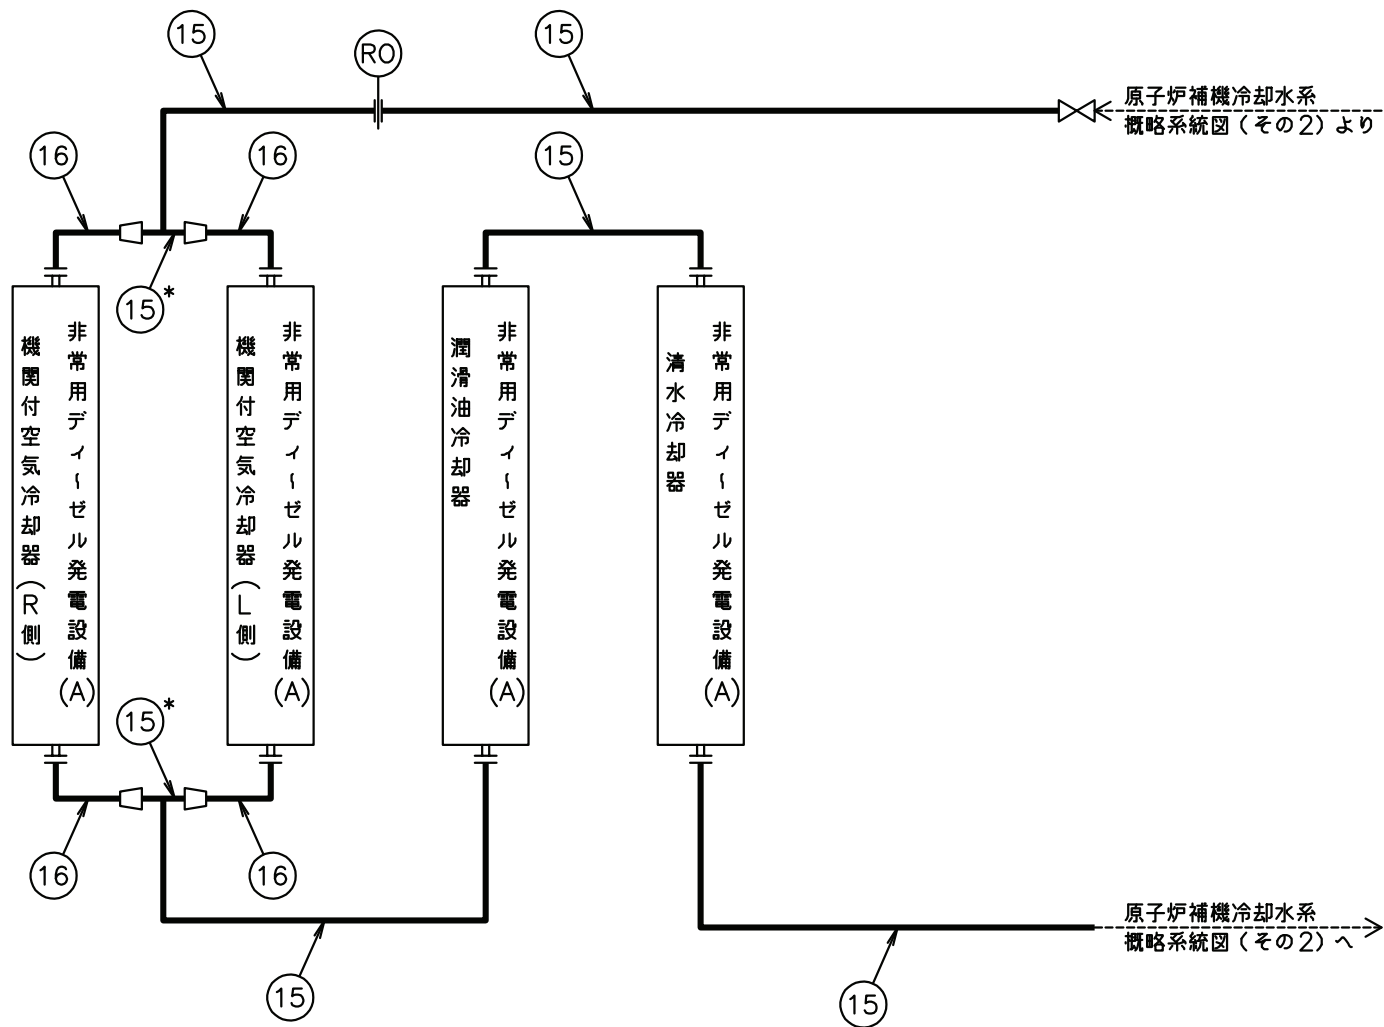 15
RO
15
原子炉補機冷却水系
概略系統図（その２）より
16
16
15
15*
非常用ディーゼル発電設備(A)
機関付空気冷却器(R側)
非常用ディーゼル発電設備(A)
機関付空気冷却器(L側)
非常用ディーゼル発電設備(A)
潤滑油冷却器
非常用ディーゼル発電設備(A)
清水冷却器
15*
16
16
原子炉補機冷却水系
概略系統図（その２）へ
15
15